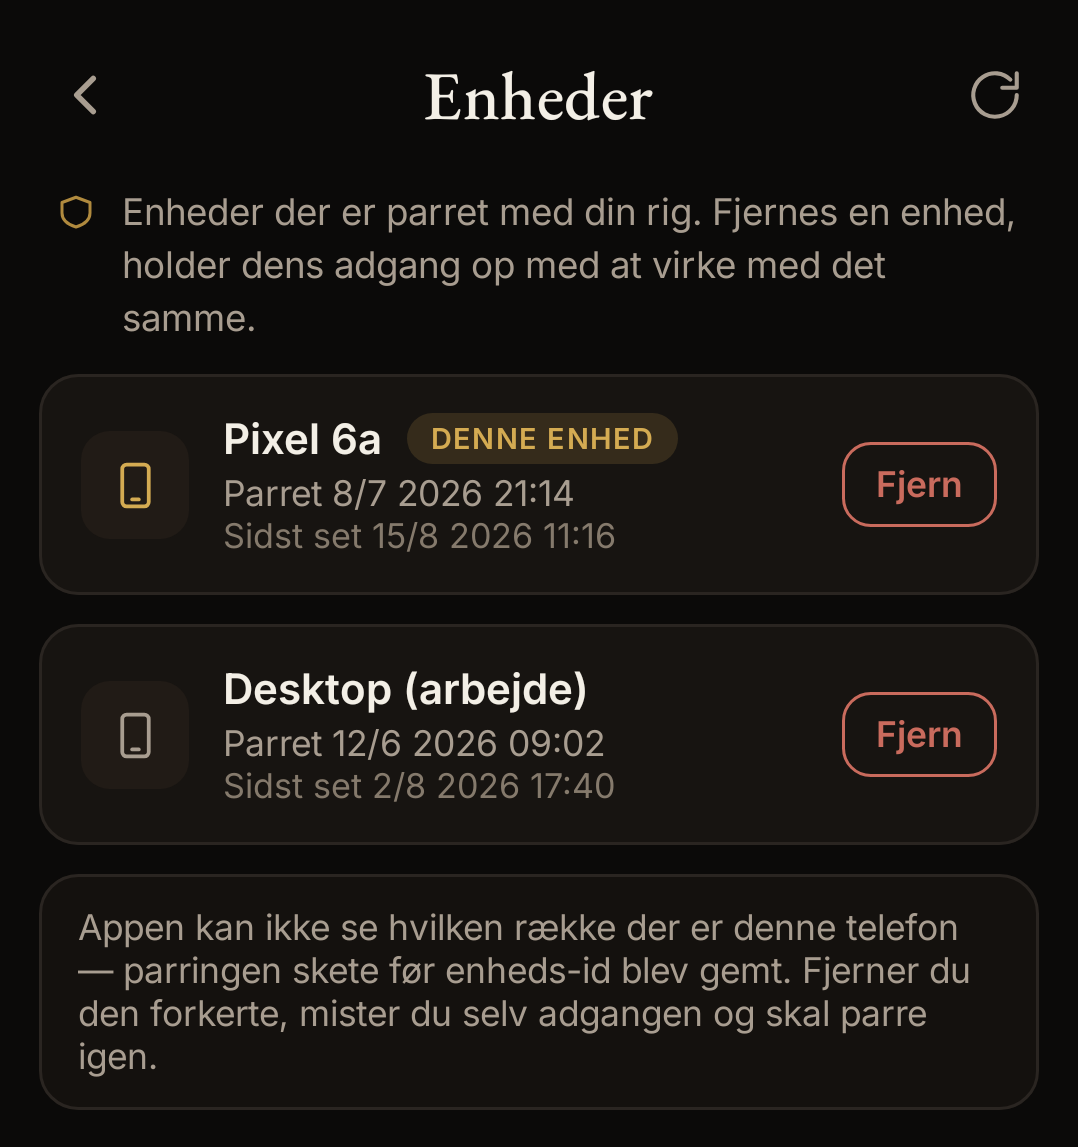 Enheder
Enheder der er parret med din rig. Fjernes en enhed,
holder dens adgang op med at virke med det
samme.
Pixel 6a DENNE ENHED
Parret 8/7 2026 21:14
Sidst set 15/8 2026 11:16
Fjern
Desktop (arbejde)
Parret 12/6 2026 09:02
Sidst set 2/8 2026 17:40
Fjern
Appen kan ikke se hvilken række der er denne telefon
— parringen skete før enheds-id blev gemt. Fjerner du
den forkerte, mister du selv adgangen og skal parre
igen.